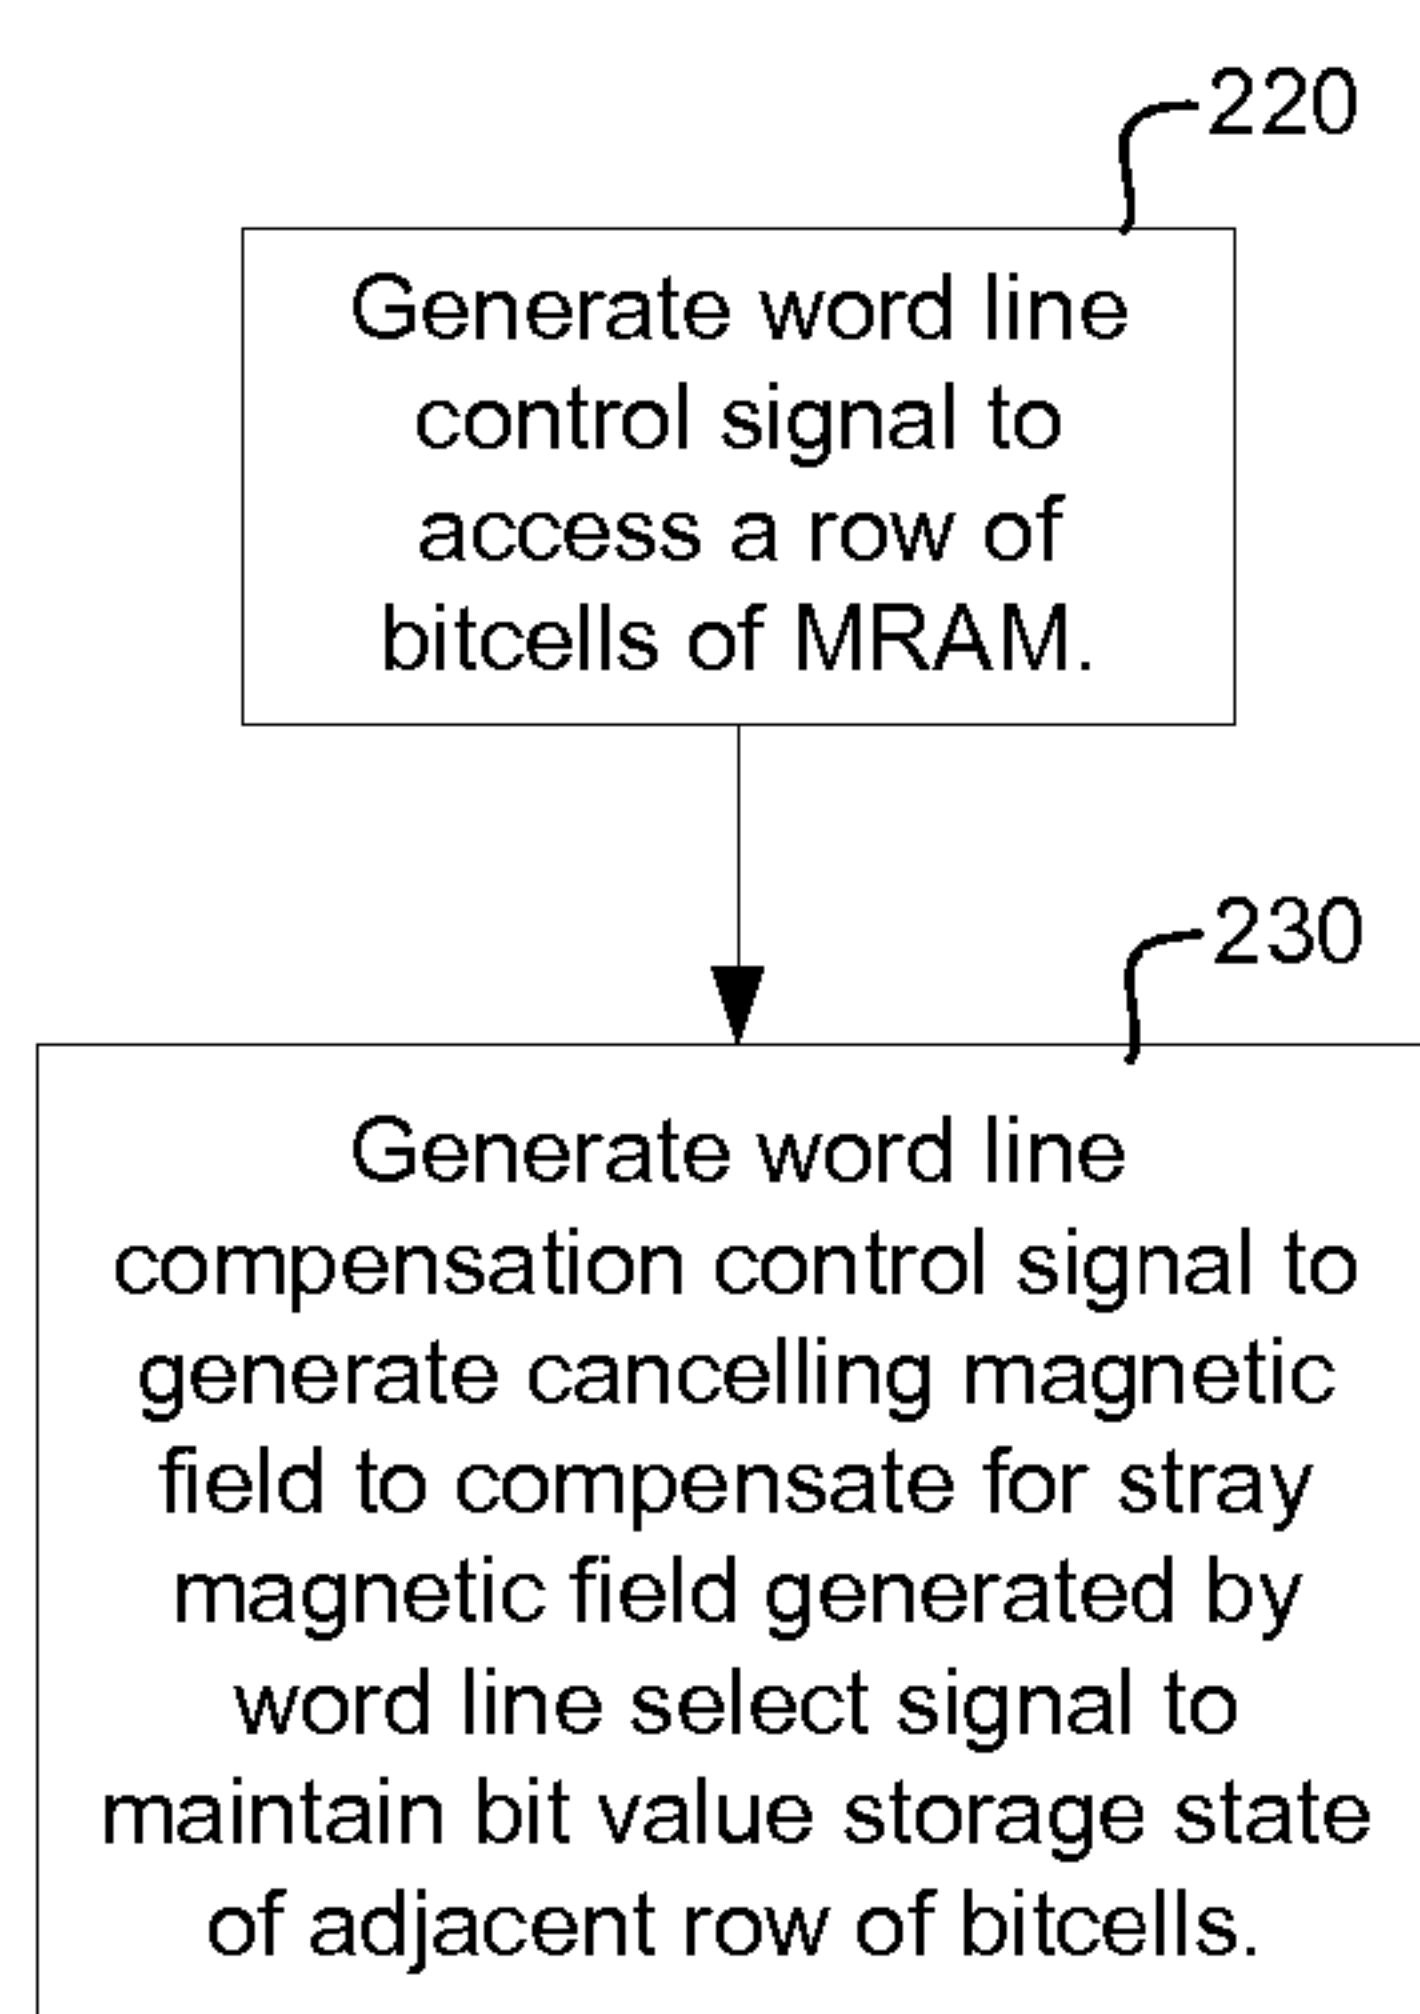 220
Generate word line
control signal to
access a row of
bitcells of MRAM.
230
Generate word line
compensation control signal to
generate cancelling magnetic
field to compensate for stray
magnetic field generated by
word line select signal to
maintain bit value storage state
of adjacent row of bitcells.